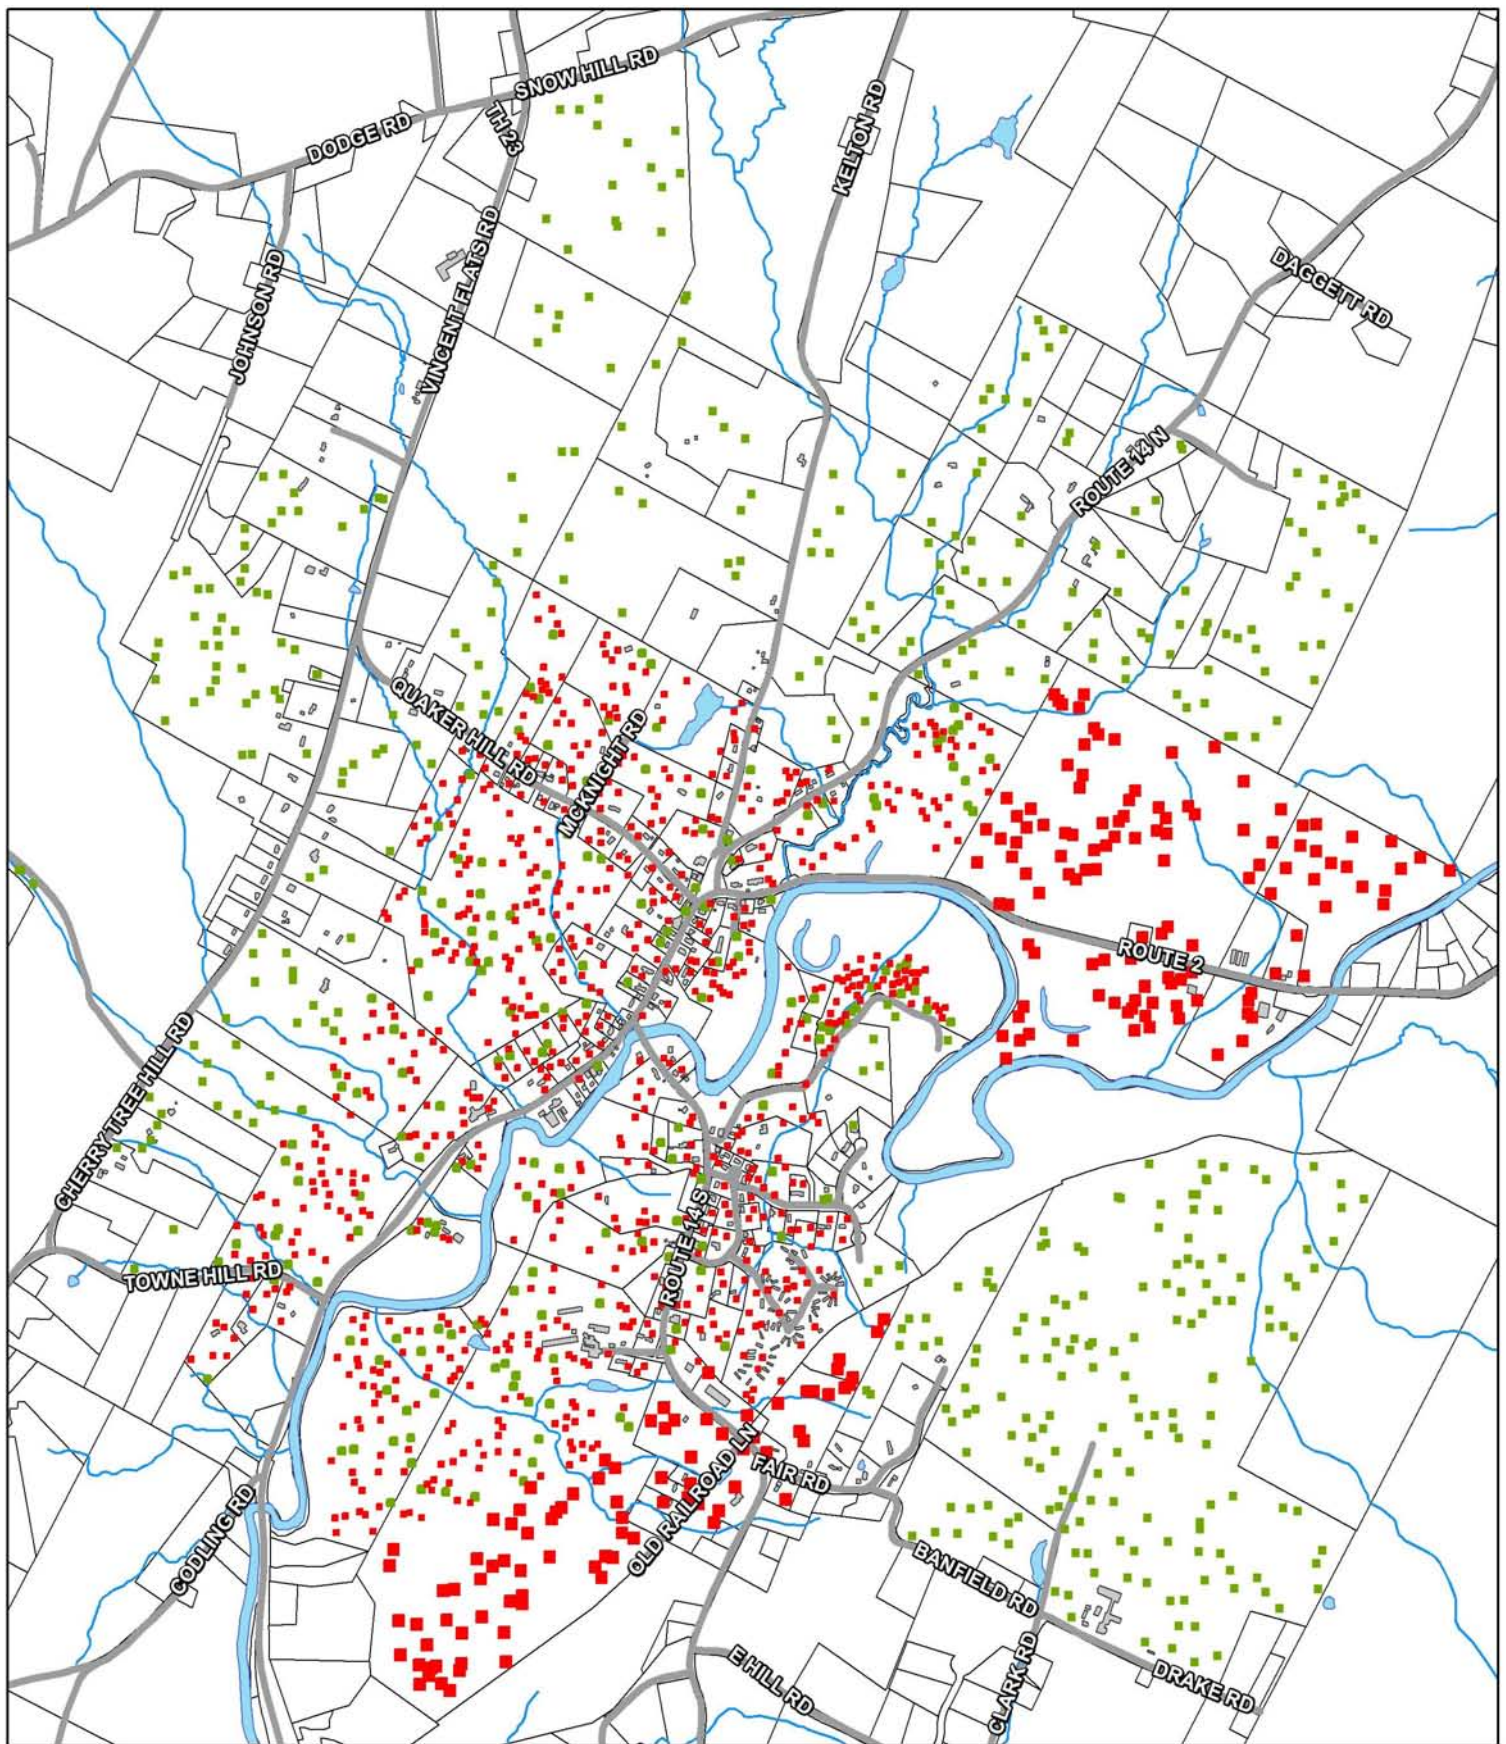 SNOW HILL RD
TH 23
DODGE RD
KELTON RD
VINCENT FLATS RD
JOHNSON RD
DAGGETT RD
ROUTE 14 N
QUAKER HILL RD
MCKNIGHT RD
ROUTE 2
CHERRY TREE HILL RD
TOWNE HILL RD
ROUTE 14 S
CODLING RD
OLD RAILROAD LN
FAIR RD
BANFIELD RD
E HILL RD
CLARK RD
DRAKE RD